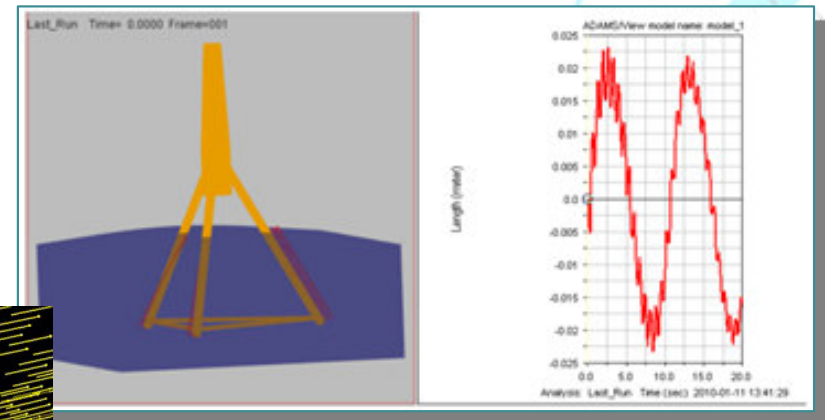 Last_Run Time= 0.0000 Frame=001
ADAMS/View model name: model_1
0.025
0.02
0.015
0.01
0.005
0.0
-0.005
-0.01
-0.015
-0.02
-0.025
Length (meter)
0.0 5.0 10.0 15.0 20.0
Analysis: Last_Run Time (sec) 2010-01-11 13:41:29